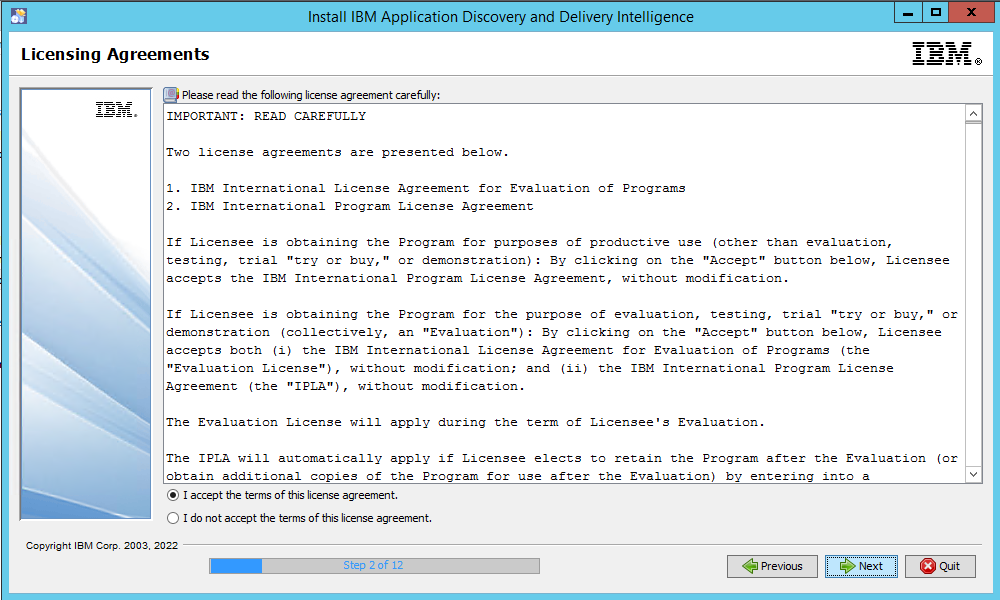 Install IBM Application Discovery and Delivery Intelligence
Licensing Agreements
IBM®
IBM.
Please read the following license agreement carefully:
IMPORTANT: READ CAREFULLY
Two license agreements are presented below.
1. IBM International License Agreement for Evaluation of Programs
2. IBM International Program License Agreement
If Licensee is obtaining the Program for purposes of productive use (other than evaluation,
testing, trial "try or buy," or demonstration): By clicking on the "Accept" button below, Licensee
accepts the IBM International Program License Agreement, without modification.
If Licensee is obtaining the Program for the purpose of evaluation, testing, trial "try or buy," or
demonstration (collectively, an "Evaluation"): By clicking on the "Accept" button below, Licensee
accepts both (i) the IBM International License Agreement for Evaluation of Programs (the
"Evaluation License"), without modification; and (ii) the IBM International Program License
Agreement (the "IPLA"), without modification.
The Evaluation License will apply during the term of Licensee's Evaluation.
The IPLA will automatically apply if Licensee elects to retain the Program after the Evaluation (or
obtain additional copies of the Program for use after the Evaluation) by entering into a
I accept the terms of this license agreement.
I do not accept the terms of this license agreement.
Copyright IBM Corp. 2003, 2022
Step 2 of 12
Previous
Next
Quit